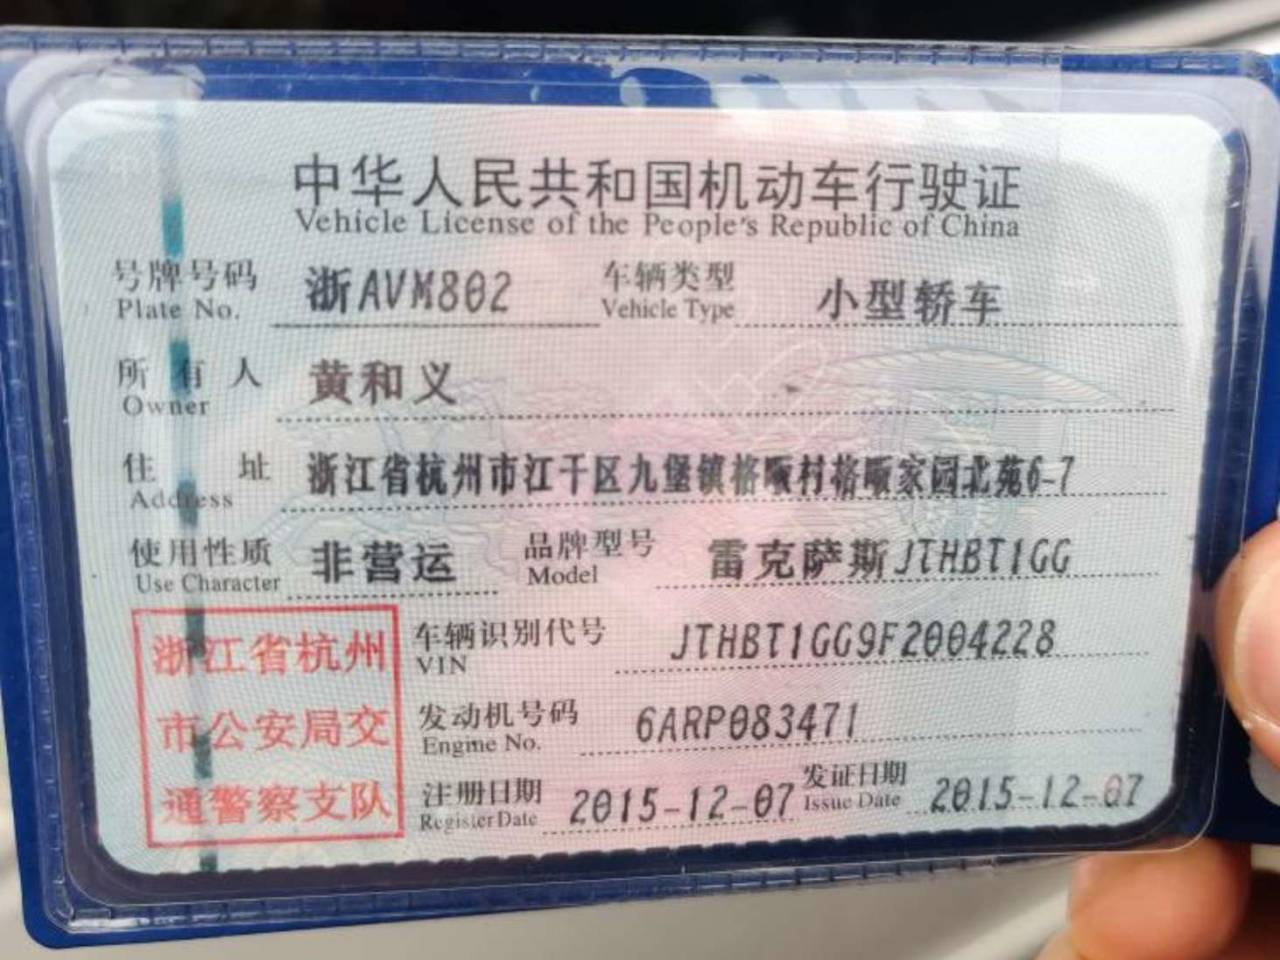 中华人民共和国机动车行驶证
Vehicle License of the People's Republic of China
号牌号码 浙AVM802 车辆类型 小型轿车
Plate No. Vehicle Type
所有人 黄和义
Owner
住址 浙江省杭州市江干区九堡镇格畈村格畈家园北苑6-7
Address
使用性质 非营运 品牌型号 雷克萨斯JTHBT1GG
Use Character Model
浙江省杭州
市公安局交
通警察支队
车辆识别代号 JTHBT1GG9F2004228
VIN
发动机号码 6ARP083471
Engine No.
注册日期 2015-12-07 发证日期 2015-12-07
Register Date Issue Date